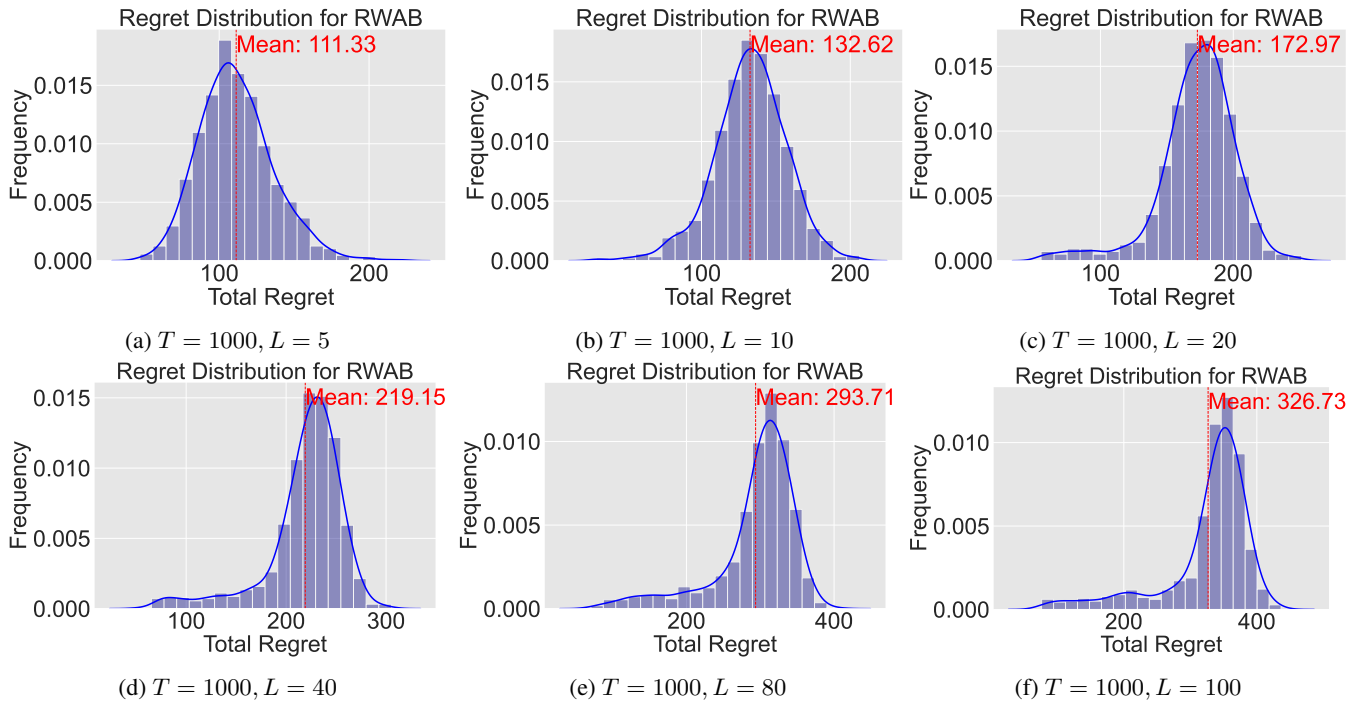 Regret Distribution for RWAB
Mean: 111.33
0.015
0.010
0.005
0.000
Frequency
100 200
Total Regret
(a) T = 1000, L = 5
Regret Distribution for RWAB
Mean: 132.62
0.015
0.010
0.005
0.000
Frequency
100 200
Total Regret
(b) T = 1000, L = 10
Regret Distribution for RWAB
Mean: 172.97
0.015
0.010
0.005
0.000
Frequency
100 200
Total Regret
(c) T = 1000, L = 20
Regret Distribution for RWAB
Mean: 219.15
0.015
0.010
0.005
0.000
Frequency
100 200 300
Total Regret
(d) T = 1000, L = 40
Regret Distribution for RWAB
Mean: 293.71
0.010
0.005
0.000
Frequency
200 400
Total Regret
(e) T = 1000, L = 80
Regret Distribution for RWAB
Mean: 326.73
0.010
0.005
0.000
Frequency
200 400
Total Regret
(f) T = 1000, L = 100